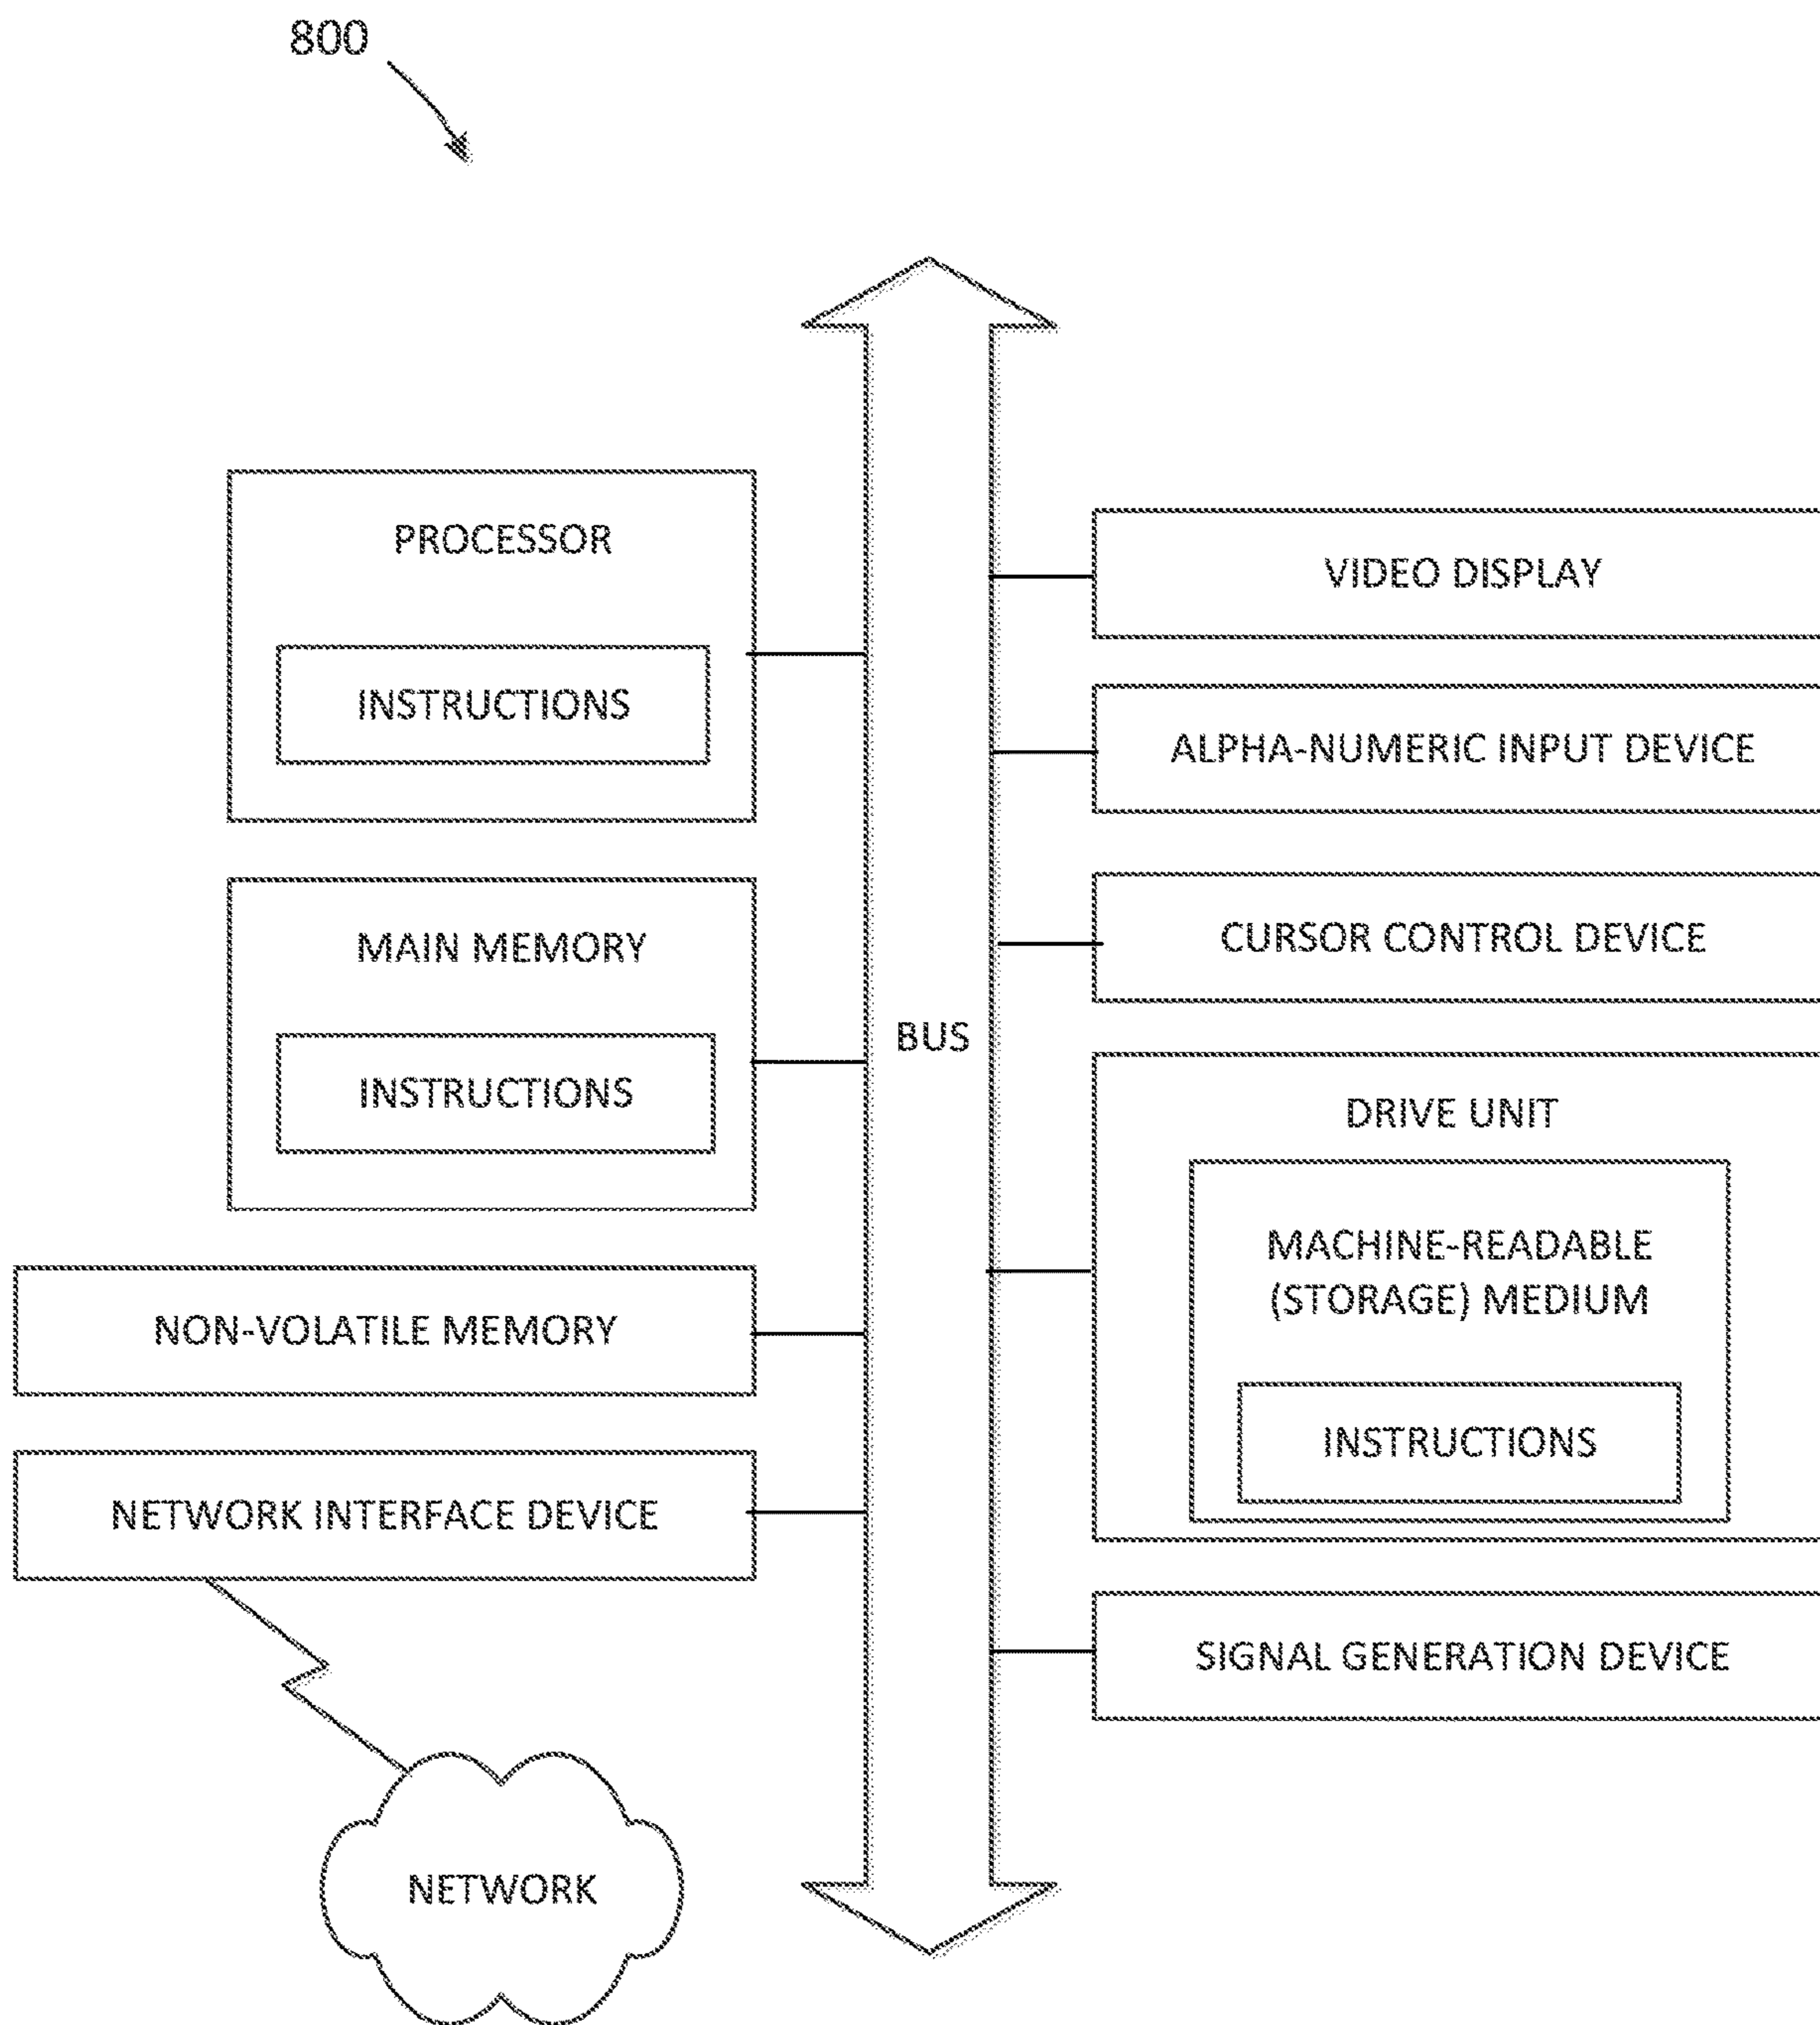 800
PROCESSOR
INSTRUCTIONS
MAIN MEMORY
INSTRUCTIONS
NON-VOLATILE MEMORY
NETWORK INTERFACE DEVICE
NETWORK
BUS
VIDEO DISPLAY
ALPHA-NUMERIC INPUT DEVICE
CURSOR CONTROL DEVICE
DRIVE UNIT
MACHINE-READABLE
(STORAGE) MEDIUM
INSTRUCTIONS
SIGNAL GENERATION DEVICE